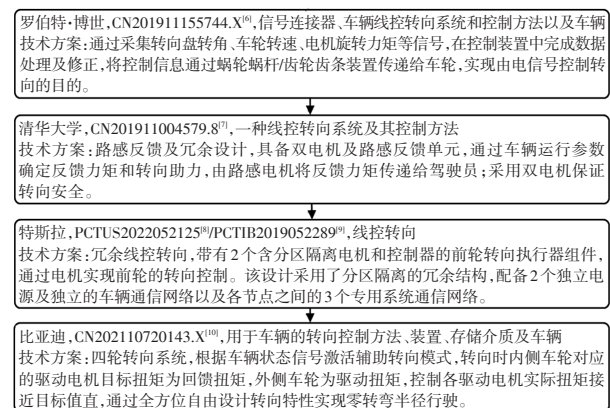 罗伯特·博世,CN201911155744.X[6],信号连接器、车辆线控转向系统和控制方法以及车辆
技术方案:通过采集转向盘转角、车轮转速、电机旋转力矩等信号,在控制装置中完成数据
处理及修正,将控制信息通过蜗轮蜗杆/齿轮齿条装置传递给车轮,实现由电信号控制转
向的目的。
清华大学,CN201911004579.8[7],一种线控转向系统及其控制方法
技术方案:路感反馈及冗余设计,具备双电机及路感反馈单元,通过车辆运行参数
确定反馈力矩和转向助力,由路感电机将反馈力矩传递给驾驶员;采用双电机保证
转向安全。
特斯拉,PCTUS2022052125[8]/PCTIB2019052289[9],线控转向
技术方案:冗余线控转向,带有2个含分区隔离电机和控制器的前轮转向执行器组件,
通过电机实现前轮的转向控制。该设计采用了分区隔离的冗余结构,配备2个独立电
源及独立的车辆通信网络以及各节点之间的3个专用系统通信网络。
比亚迪,CN202110720143.X[10],用于车辆的转向控制方法、装置、存储介质及车辆
技术方案:四轮转向系统,根据车辆状态信号激活辅助转向模式,转向时内侧车轮对应
的驱动电机目标扭矩为回馈扭矩,外侧车轮为驱动扭矩,控制各驱动电机实际扭矩接
近目标值直,通过全方位自由设计转向特性实现零转弯半径行驶。